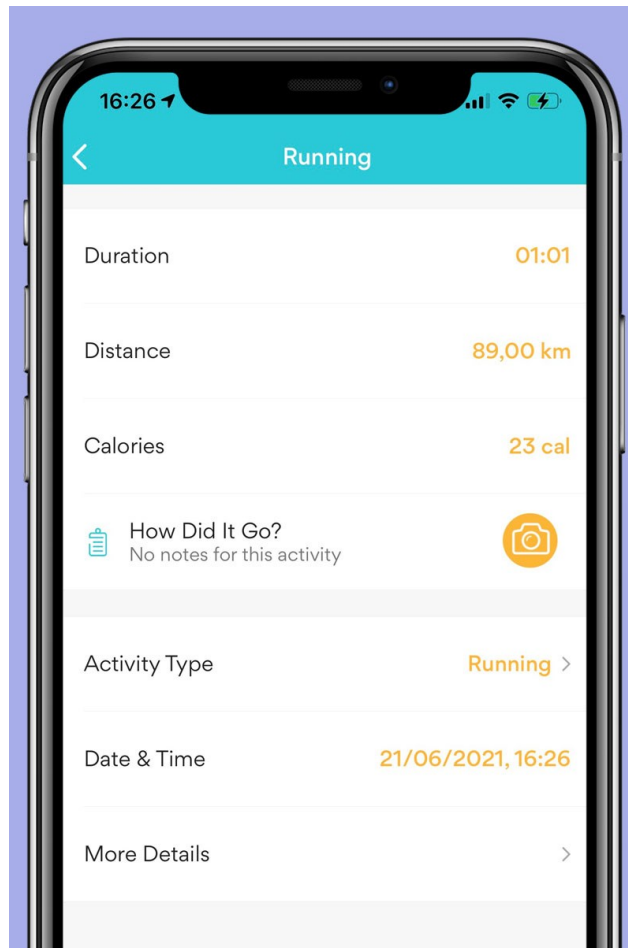 16:26
Running
Duration 01:01
Distance 89,00 km
Calories 23 cal
How Did It Go?
No notes for this activity
Activity Type Running
Date & Time 21/06/2021, 16:26
More Details